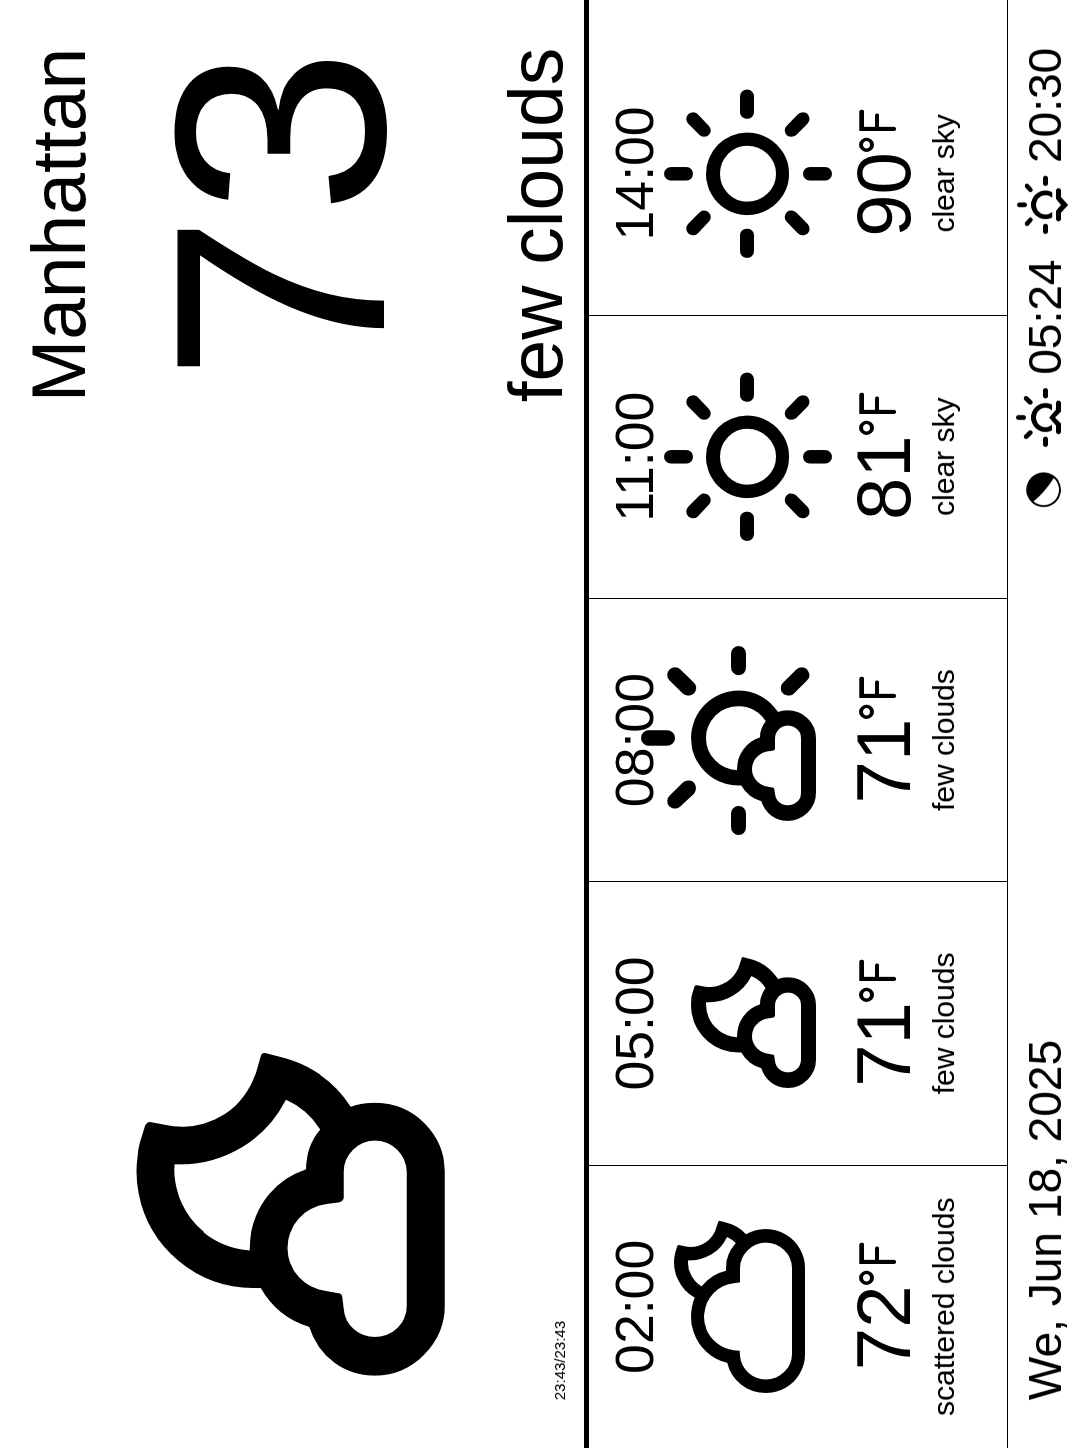 Manhattan
73
few clouds
23:43/23:43
02:00
72°F
scattered clouds
05:00
71°F
few clouds
08:00
71°F
few clouds
11:00
81°F
clear sky
14:00
90°F
clear sky
We, Jun 18, 2025
05:24
20:30